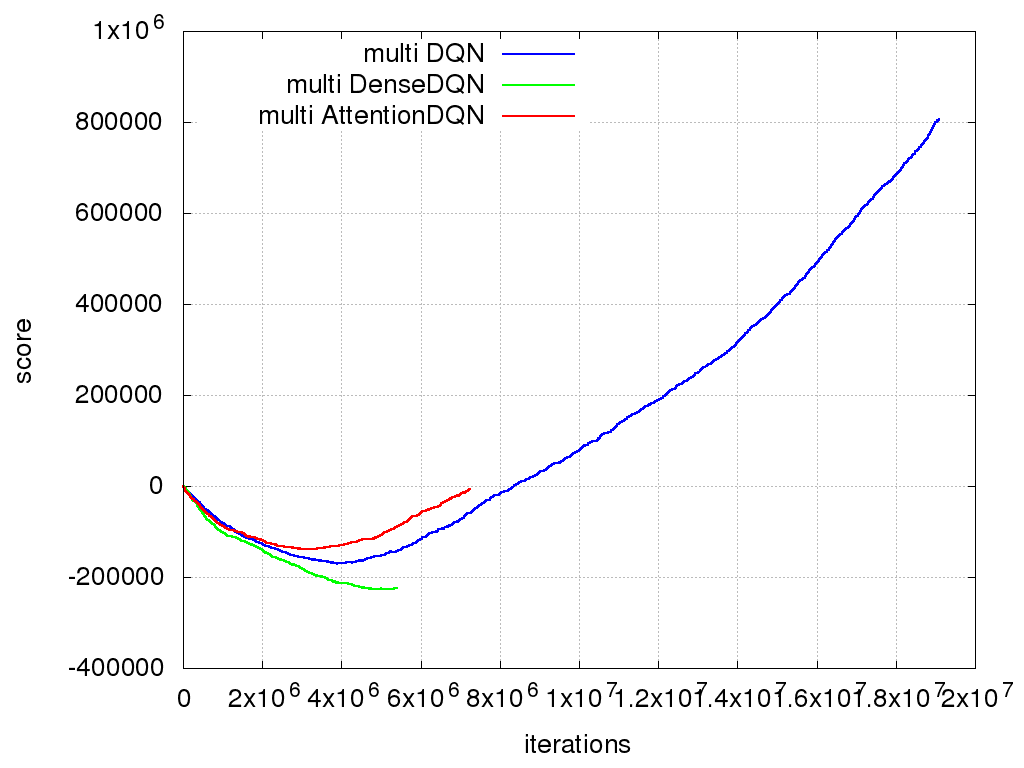 1x10^6
multi DQN
multi DenseDQN
multi AttentionDQN
800000
600000
400000
200000
0
-200000
-400000
score
0 2x10^6 4x10^6 6x10^6 8x10^6 1x10^7 1.2x10^7 1.4x10^7 1.6x10^7 1.8x10^7 2x10^7
iterations